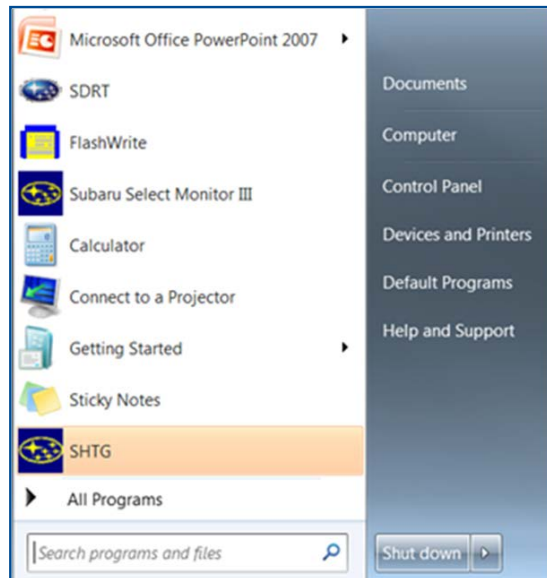 Microsoft Office PowerPoint 2007
SDRT
FlashWrite
Subaru Select Monitor III
Calculator
Connect to a Projector
Getting Started
Sticky Notes
SHTG
All Programs
Search programs and files
Documents
Computer
Control Panel
Devices and Printers
Default Programs
Help and Support
Shut down